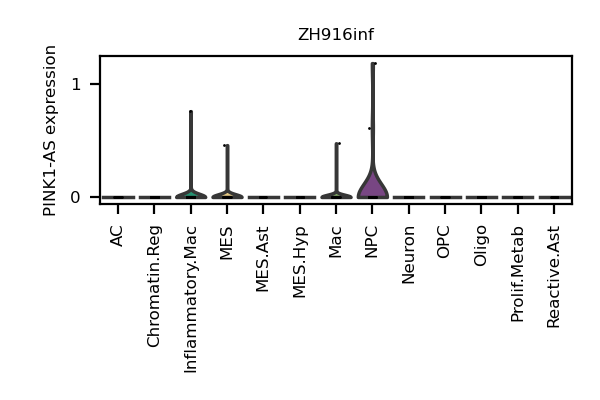 ZH916inf
PINK1-AS expression
1
0
AC
Chromatin.Reg
Inflammatory.Mac
MES
MES.Ast
MES.Hyp
Mac
NPC
Neuron
OPC
Oligo
Prolif.Metab
Reactive.Ast